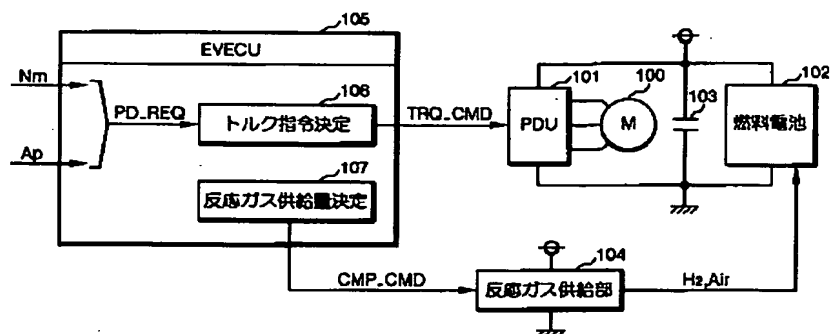 105
EVECU
Nm
Ap
PD_REQ
106
トルク指令決定
TRQ_CMD
107
反応ガス供給量決定
CMP_CMD
101
PDU
100
M
103
102
燃料電池
104
反応ガス供給部
H2,Air